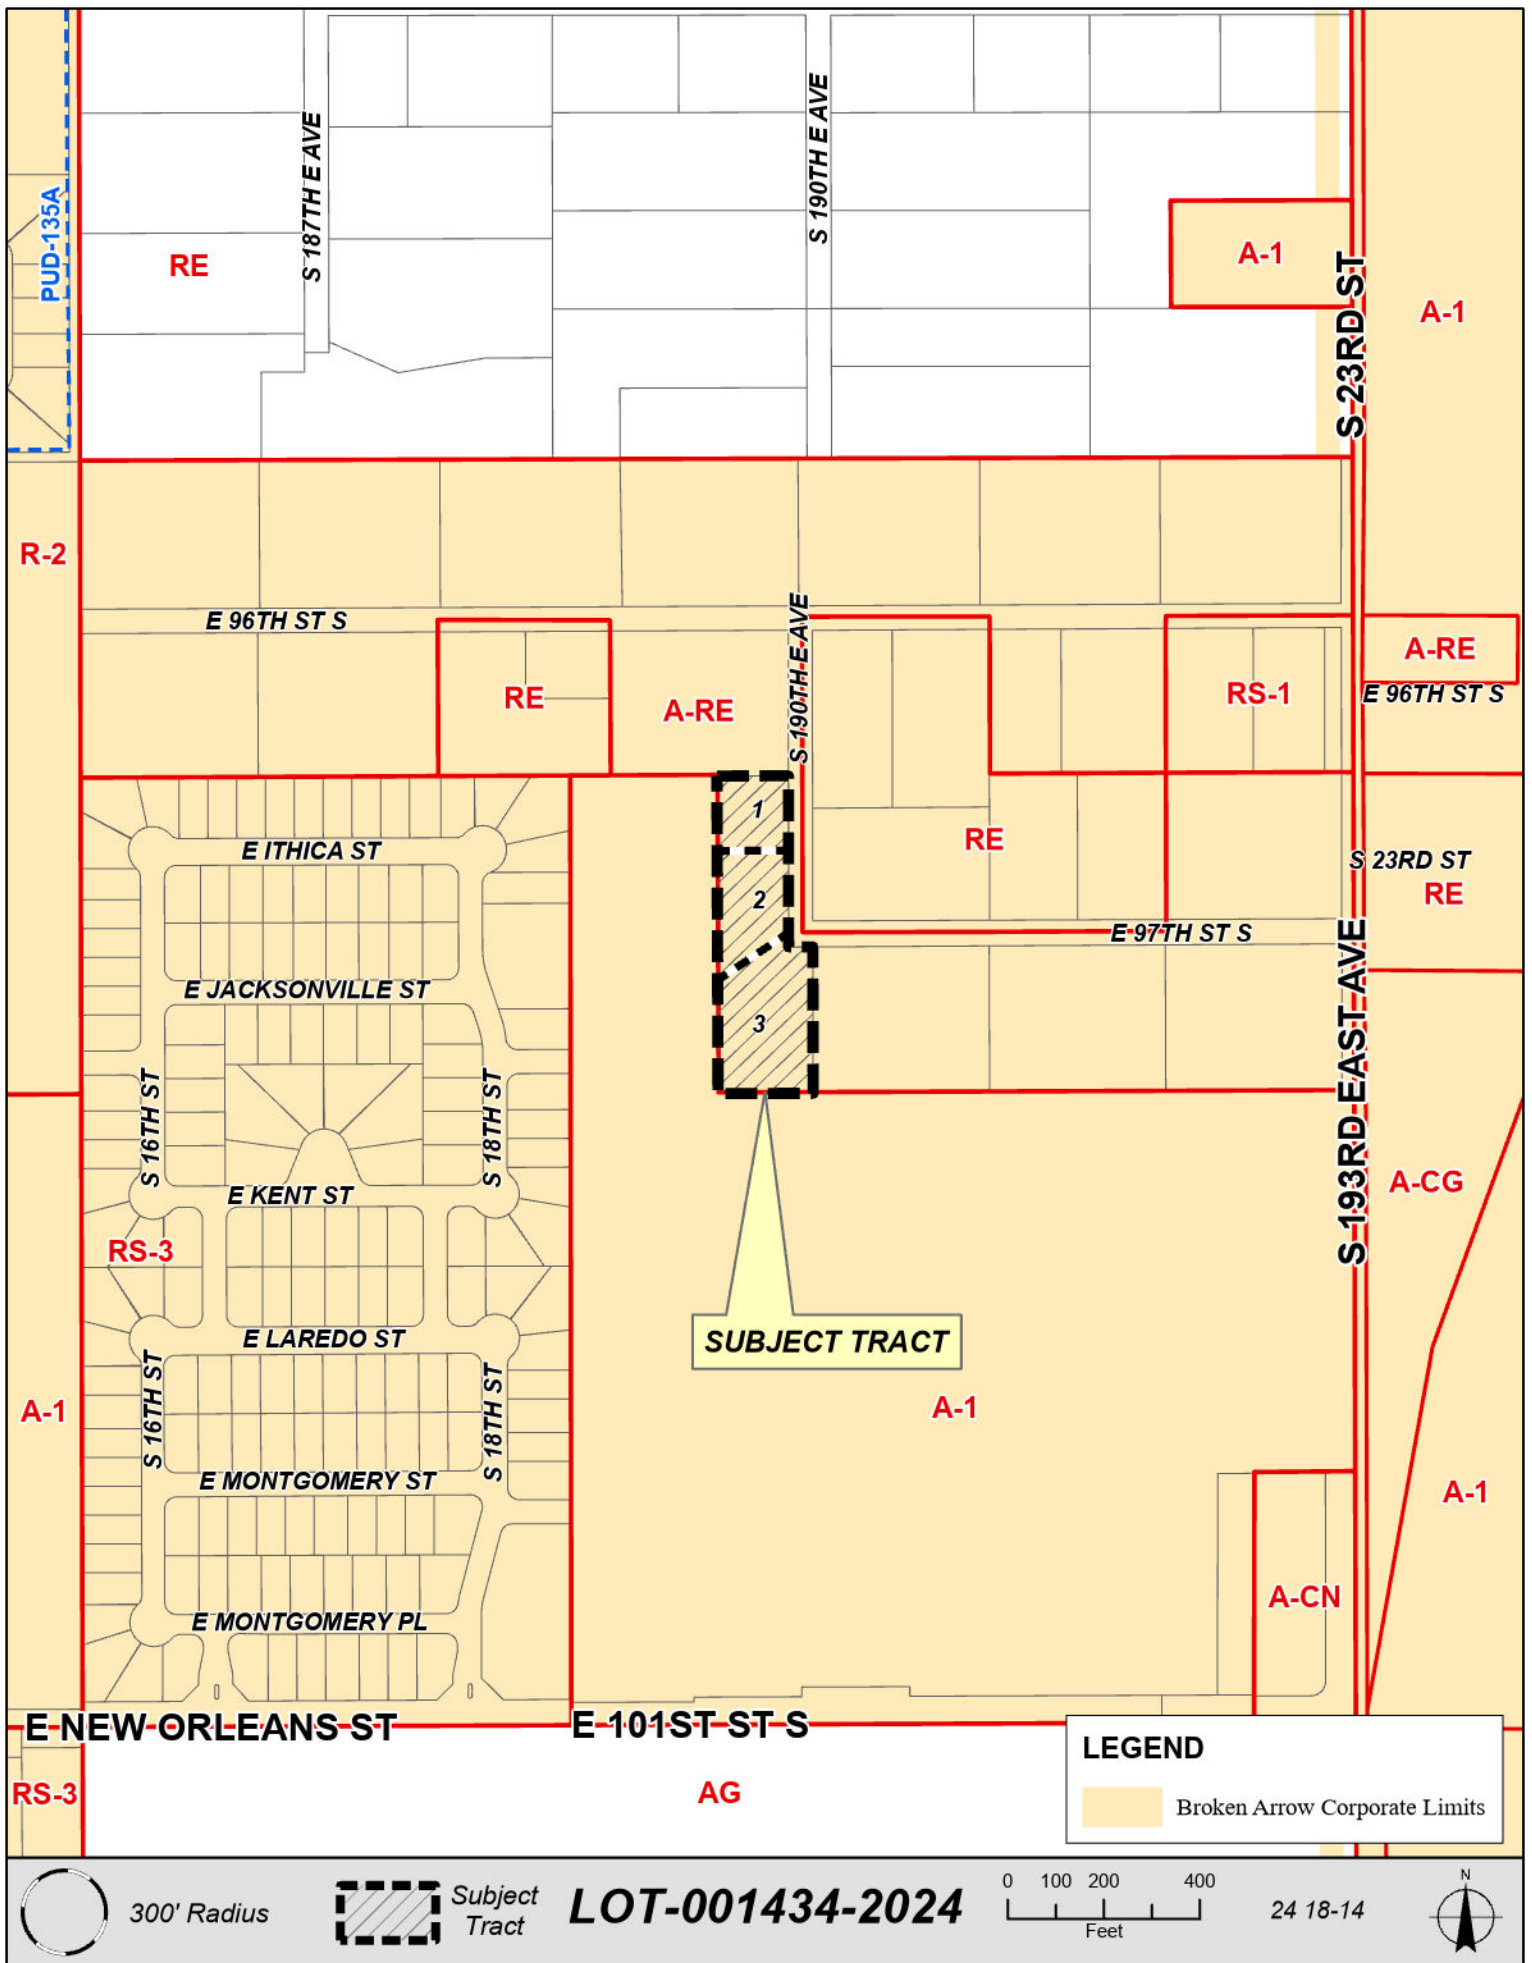 S 187TH E AVE
S 190TH E AVE
PUD-135A
RE
A-1
A-1
S 23RD ST
R-2
E 96TH ST S
S 190TH E AVE
RE
A-RE
RS-1
A-RE
E 96TH ST S
1
E ITHICA ST
RE
S 23RD ST
RE
2
E 97TH ST S
E JACKSONVILLE ST
3
S 193RD EAST AVE
S 16TH ST
S 18TH ST
E KENT ST
A-CG
RS-3
E LAREDO ST
SUBJECT TRACT
A-1
S 16TH ST
S 18TH ST
A-1
E MONTGOMERY ST
A-1
A-CN
E MONTGOMERY PL
E NEW ORLEANS ST
E 101ST ST S
LEGEND
Broken Arrow Corporate Limits
RS-3
AG
300' Radius
Subject
Tract
LOT-001434-2024
0 100 200 400
Feet
24 18-14
N